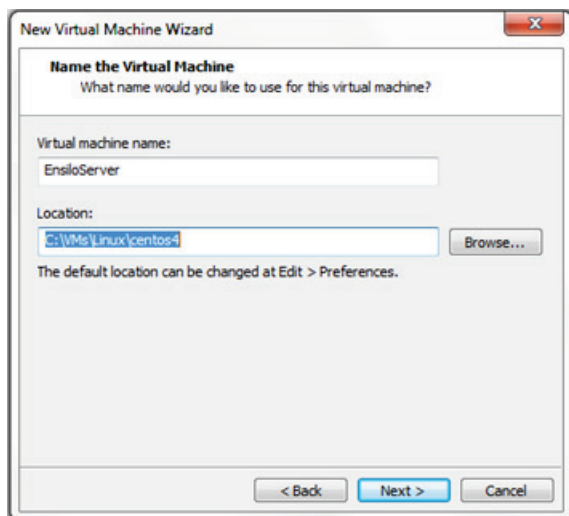 New Virtual Machine Wizard
Name the Virtual Machine
What name would you like to use for this virtual machine?
Virtual machine name:
EnsiloServer
Location:
C:\VMs\Linux\centos4
Browse...
The default location can be changed at Edit > Preferences.
< Back Next > Cancel